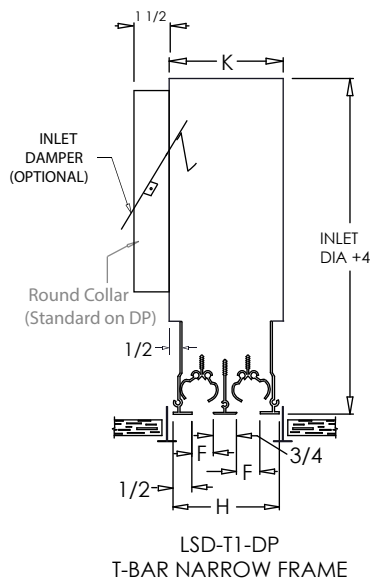 1 1/2
K
INLET
DAMPER
(OPTIONAL)
INLET
DIA +4
Round Collar
(Standard on DP)
1/2
F
3/4
F
1/2
H
LSD-T1-DP
T-BAR NARROW FRAME